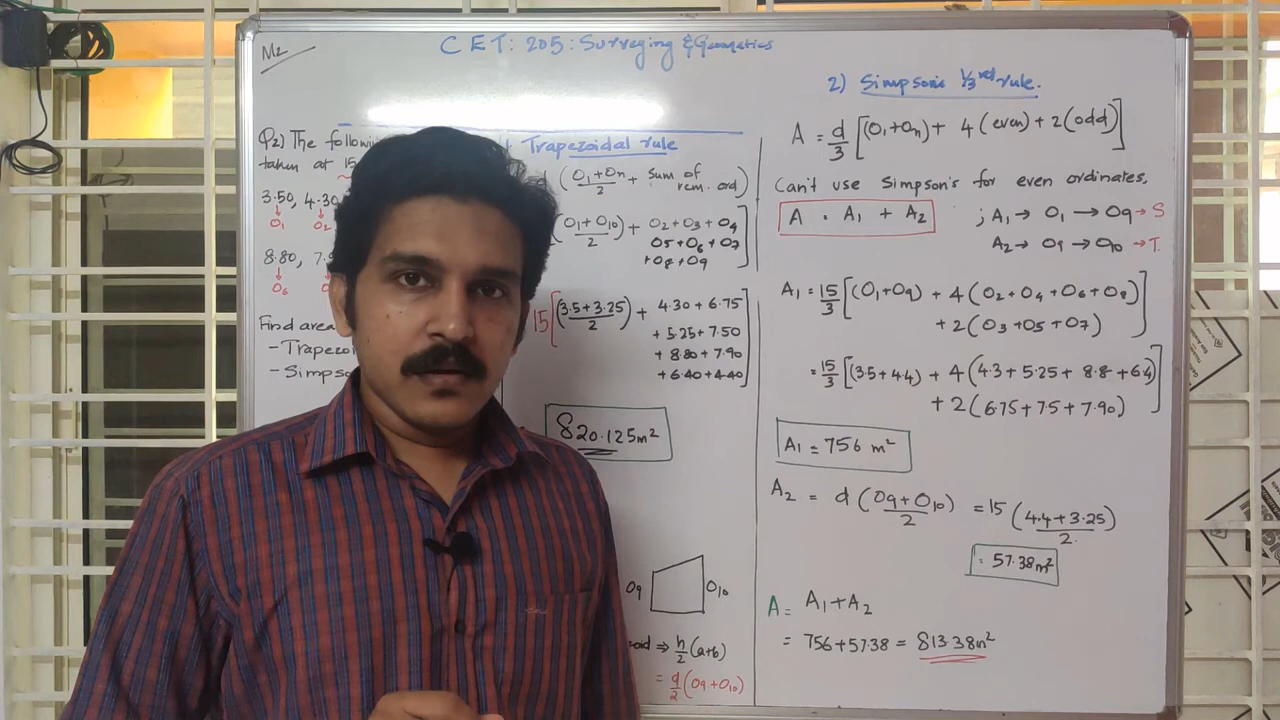 M2
CET: 205: Surveying & Geomatics
Q2) The
taken at 15
3.50, 4.30
↓ ↓
O₁ O₂
8.80,
↓
O₆
Find area
- 
- 
Trapezoidal rule
(O₁+Oₙ/2 + Sum of rem. ord)
(O₁+O₁₀/2) + O₂+O₃+O₄
O5+O₆+O7
+O8+O9]
15[(3.5+3.25/2) + 4.30+6.75
+5.25+7.50
+8.80+7.90
+6.40+4.40]
820.125m²
O9 O₁₀
⇒ h/2 (a+b)
= d/2 (O9+O₁₀)
2) Simpson's 1/3rd rule.
A = d/3 [(O₁+Oₙ) + 4(even) + 2(odd)]
Can't use Simpson's for even ordinates,
A = A₁ + A₂ ; A₁ → O₁ → O9 → S
A₂ → O9 → O₁₀ → T.
A₁ = 15/3 [(O₁+O9) + 4(O₂+O₄+O₆+O₈)
+ 2(O₃+O5+O7)]
= 15/3 [(3.5+4.4) + 4(4.3+5.25+8.8+6.4)
+ 2(6.75+7.5+7.90)]
A₁ = 756 m²
A₂ = d (O9+O₁₀/2) = 15 (4.4+3.25/2.)
= 57.38m²
A = A₁+A₂
= 756+57.38 = 813.38m²